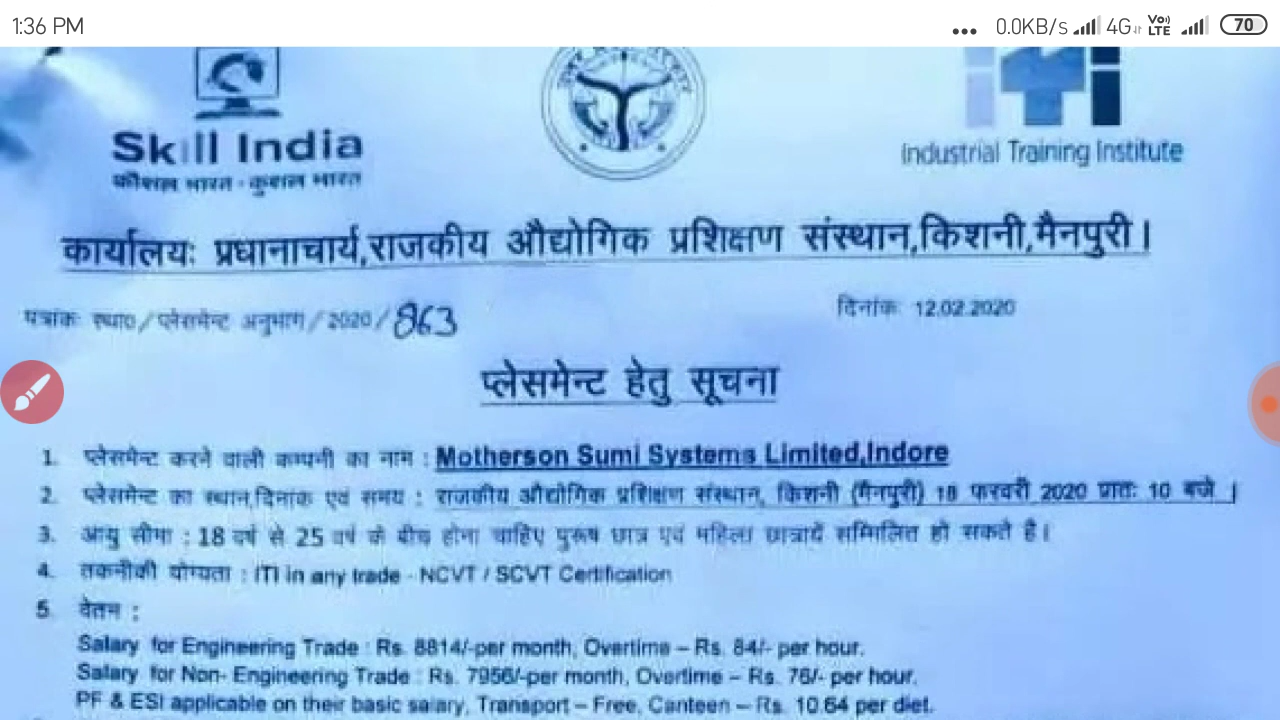 1:36 PM
0.0KB/s 4G VoLTE 70
Skill India
कौशल भारत - कुशल भारत
Industrial Training Institute
कार्यालयः प्रधानाचार्य,राजकीय औद्योगिक प्रशिक्षण संस्थान,किशनी,मैनपुरी।
पत्रांक स्था०/प्लेसमेन्ट अनुभाग/2020/863
दिनांक 12.02.2020
प्लेसमेन्ट हेतु सूचना
1. प्लेसमेन्ट करने वाली कम्पनी का नाम : Motherson Sumi Systems Limited,Indore
2. प्लेसमेन्ट का स्थान,दिनांक एवं समय : राजकीय औद्योगिक प्रशिक्षण संस्थान, किशनी (मैनपुरी) 18 फरवरी 2020 प्रातः 10 बजे |
3. आयु सीमा : 18 वर्ष से 25 वर्ष के बीच होना चाहिए पुरूष छात्र एवं महिला छात्रायें सम्मिलित हो सकते है।
4. तकनीकी योग्यता : ITI in any trade - NCVT / SCVT Certification
5. वेतन :
Salary for Engineering Trade : Rs. 8814/-per month, Overtime – Rs. 84/- per hour.
Salary for Non- Engineering Trade : Rs. 7956/-per month, Overtime – Rs. 76/- per hour.
PF & ESI applicable on their basic salary, Transport – Free, Canteen – Rs. 10.64 per diet.